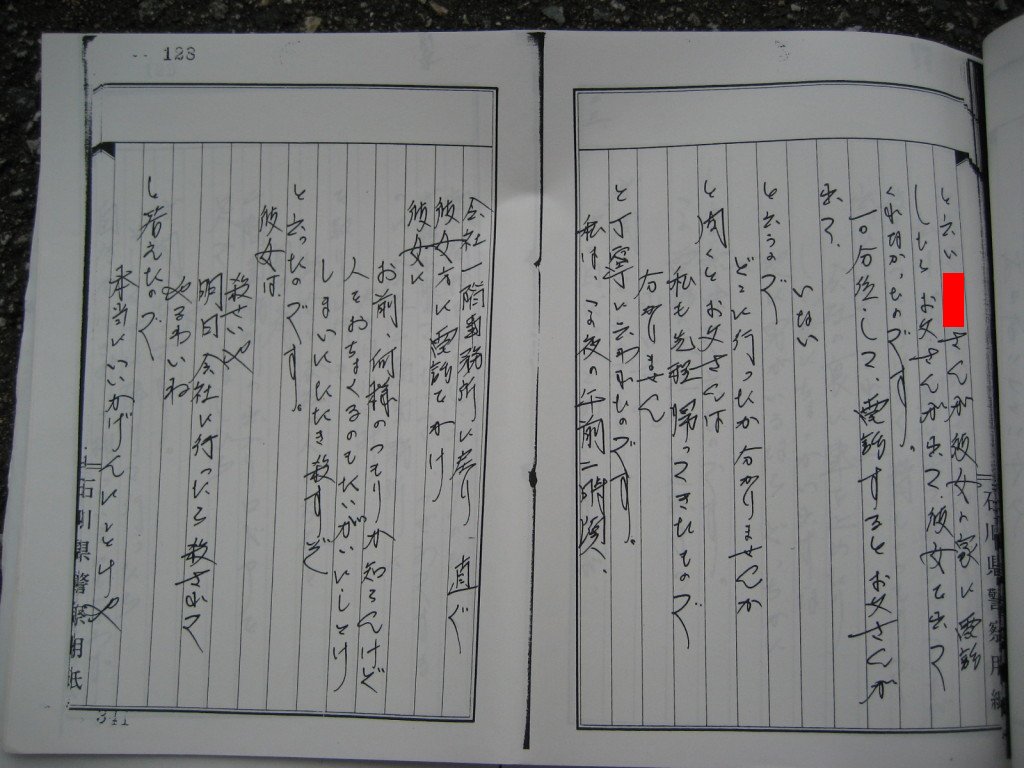 と云い
さんが彼女の家に電話
したらお父さんが出て、彼女を出して
くれなかったのです。
一〇分位して、電話するとお父さんが
出て、
いない
と云うので
どこに行ったか分かりませんか
と聞くとお父さんは
私も先程帰ってきたもので
分かりません
と丁寧に云われたのです。
私は、この後の午前二時頃、
石川県警察用紙
128
会社一階事務所に寄り、直ぐ
彼女方に電話をかけ
彼女に
お前、何様のつもりか知らんけど
人をおちょくるのもたいがいにしとけ
しまいにはたたき殺すぞ
と云ったのです。
彼女は、
殺せいや
明日会社に行ったら殺されて
やるわいね
と答えたので
本当にいいかげんにしとけや
石川県警察用紙
341